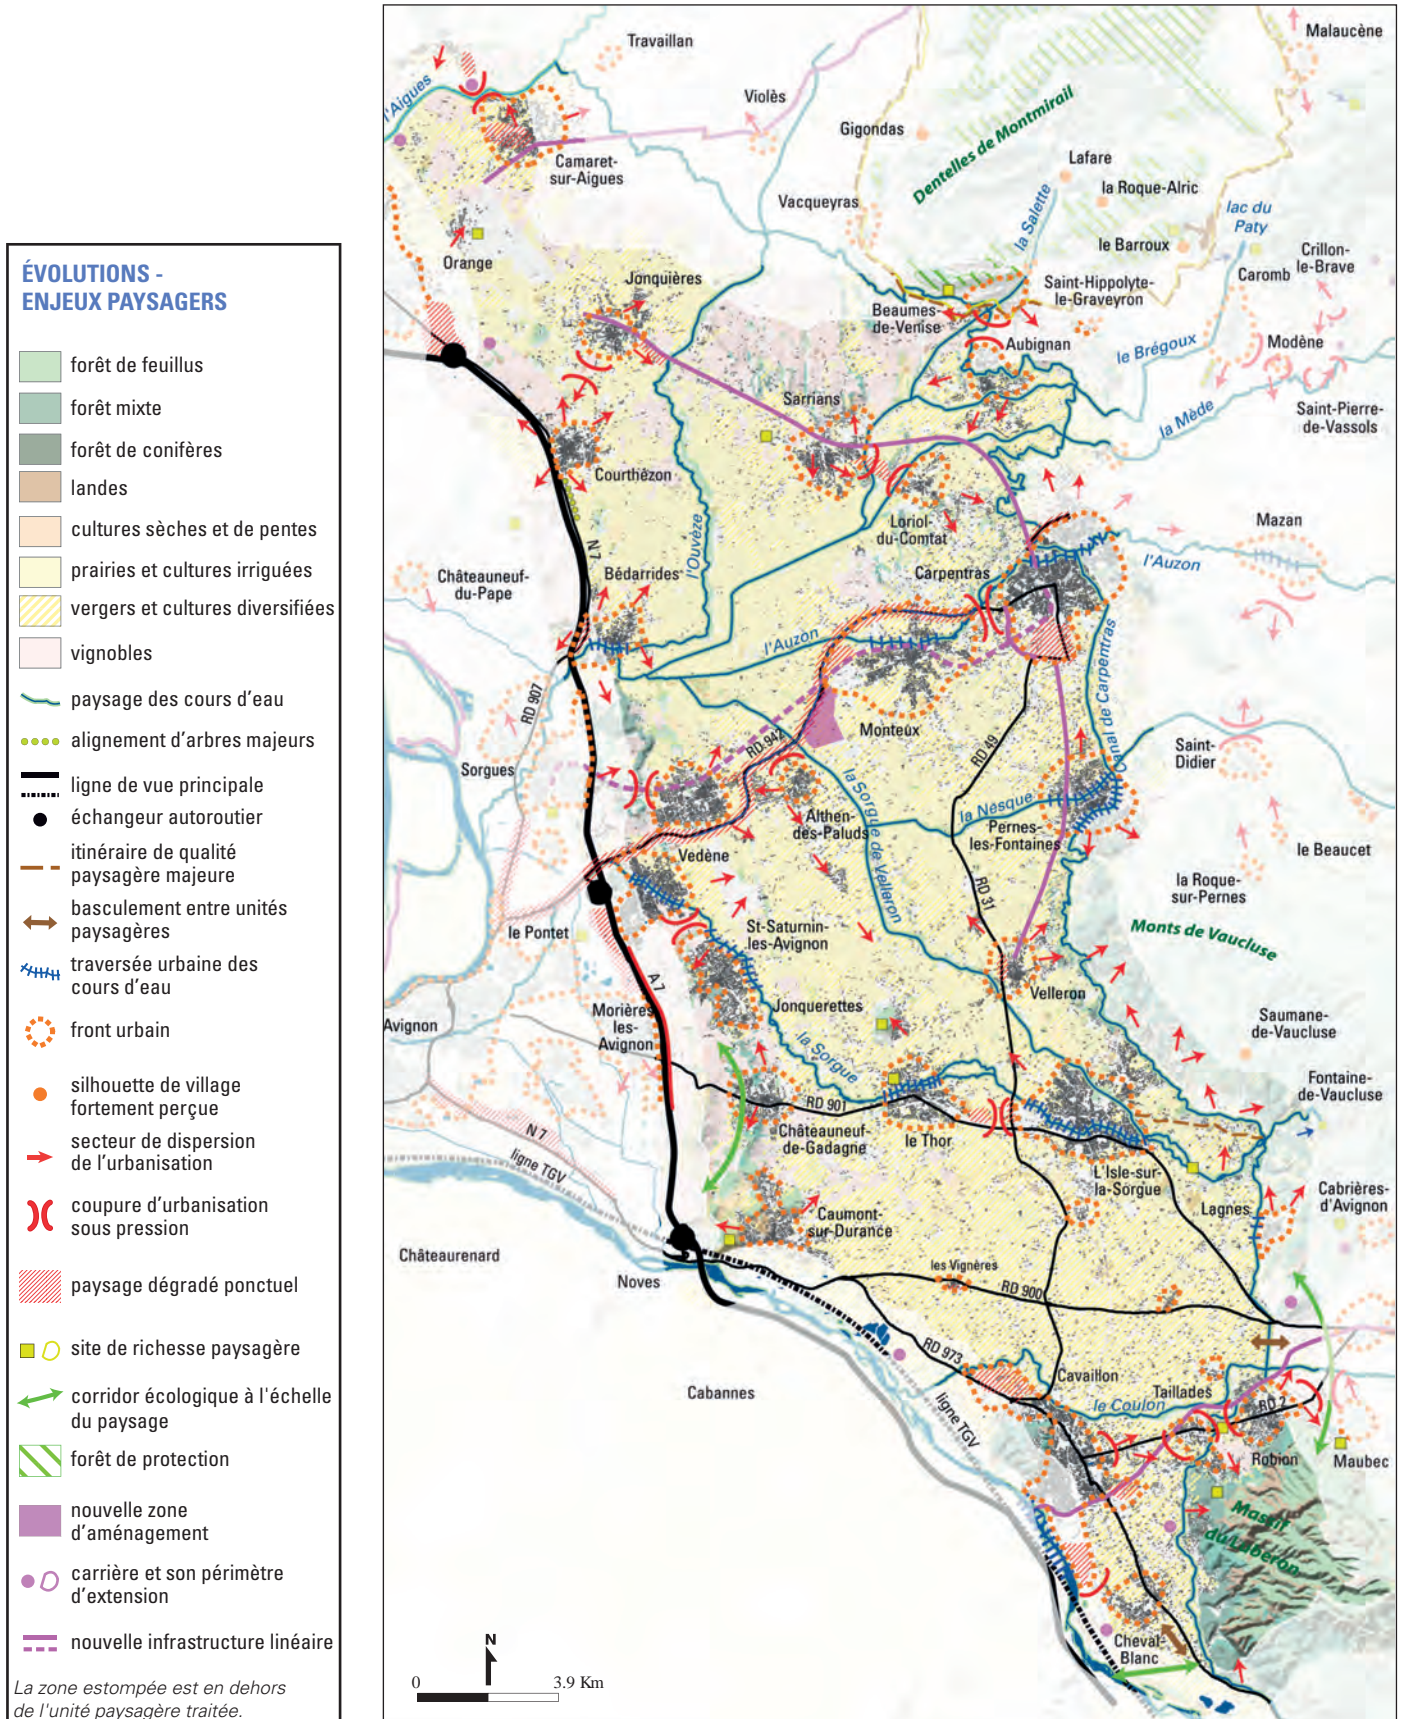 ÉVOLUTIONS -
ENJEUX PAYSAGERS
forêt de feuillus
forêt mixte
forêt de conifères
landes
cultures sèches et de pentes
prairies et cultures irriguées
vergers et cultures diversifiées
vignobles
paysage des cours d'eau
alignement d'arbres majeurs
ligne de vue principale
échangeur autoroutier
itinéraire de qualité
paysagère majeure
basculement entre unités
paysagères
traversée urbaine des
cours d'eau
front urbain
silhouette de village
fortement perçue
secteur de dispersion
de l'urbanisation
coupure d'urbanisation
sous pression
paysage dégradé ponctuel
site de richesse paysagère
corridor écologique à l'échelle
du paysage
forêt de protection
nouvelle zone
d'aménagement
carrière et son périmètre
d'extension
nouvelle infrastructure linéaire
La zone estompée est en dehors
de l'unité paysagère traitée.
Travaillan
Malaucène
l'Aigues
Violès
Gigondas
Dentelles de Montmirail
Camaret-
sur-Aigues
Lafare
la Roque-Alric
Vacqueyras
la Salette
lac du
Paty
le Barroux
Orange
Crillon-
le-Brave
Caromb
Jonquières
Saint-Hippolyte-
le-Graveyron
Beaumes-
de-Venise
Aubignan
le Brégoux
Modène
Sarrians
la Mède
Saint-Pierre-
de-Vassols
Courthézon
l'Ouvèze
N 7
Loriol-
du-Comtat
Mazan
Châteauneuf-
du-Pape
Bédarrides
Carpentras
l'Auzon
l'Auzon
Canal de Carpentras
RD 907
Monteux
RD 942
RD 49
Saint-
Didier
Sorgues
la Sorgue de Velleron
la Nesque
Althen-
des-Paluds
Pernes-
les-Fontaines
Vedène
le Beaucet
RD 31
la Roque-
sur-Pernes
le Pontet
St-Saturnin-
les-Avignon
Monts de Vaucluse
A 7
Velleron
Jonquerettes
Morières
les-
Avignon
Avignon
Saumane-
de-Vaucluse
la Sorgue
Fontaine-
de-Vaucluse
RD 901
N 7
ligne TGV
Châteauneuf-
de-Gadagne
le Thor
L'Isle-sur-
la-Sorgue
Lagnes
Cabrières-
d'Avignon
Caumont-
sur-Durance
Châteaurenard
Noves
les Vignères
RD 900
RD 973
Cabannes
Cavaillon
Taillades
ligne TGV
le Coulon
RD 2
Robion
Maubec
Massif
du Luberon
Cheval-
Blanc
N
0
3.9 Km